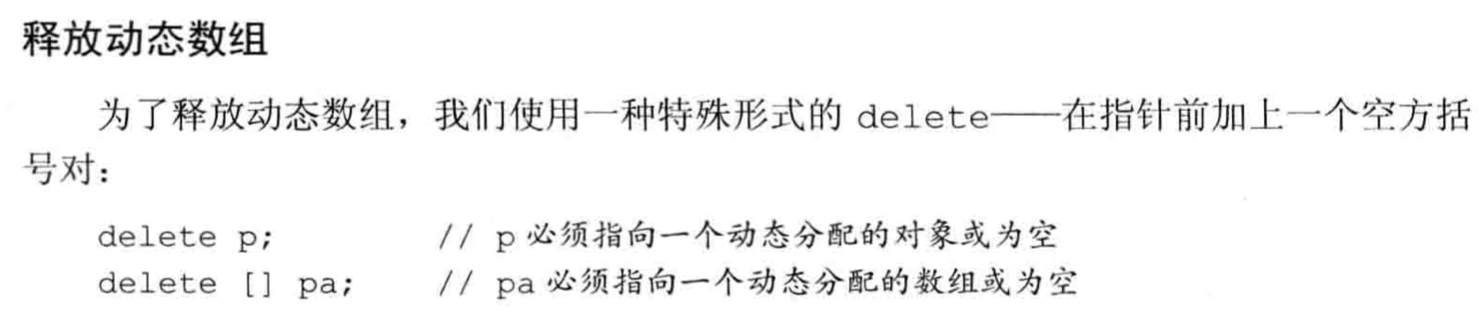 释放动态数组
为了释放动态数组，我们使用一种特殊形式的 delete——在指针前加上一个空方括
号对：
delete p; // p 必须指向一个动态分配的对象或为空
delete [] pa; // pa 必须指向一个动态分配的数组或为空